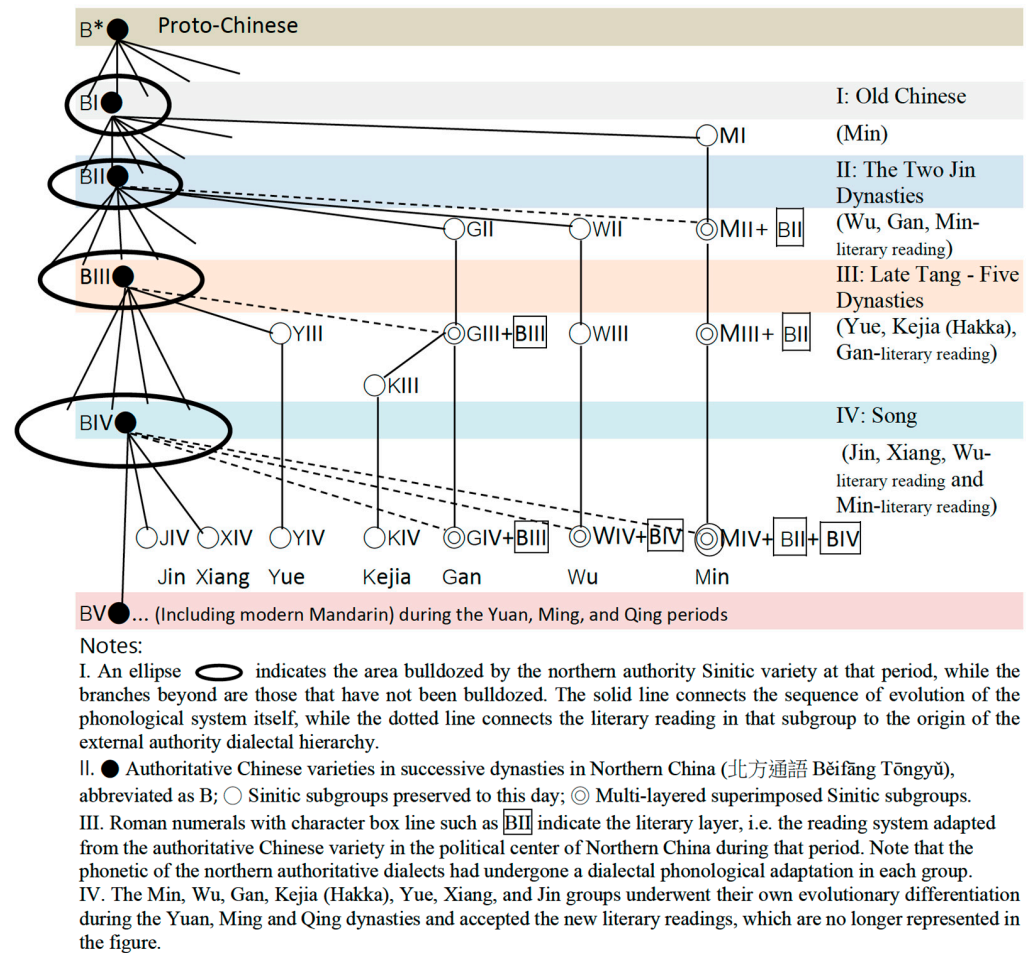 B* Proto-Chinese
BI I: Old Chinese
MI (Min)
BII II: The Two Jin
Dynasties
GII WII MII+ BII (Wu, Gan, Min-
literary reading)
BIII III: Late Tang - Five
Dynasties
YIII GIII+BIII WIII MIII+ BII (Yue, Kejia (Hakka),
Gan-literary reading)
KIII
BIV IV: Song
(Jin, Xiang, Wu-
literary reading and
Min-literary reading)
JIV XIV YIV KIV GIV+BIII WIV+BIV MIV+ BII+ BIV
Jin Xiang Yue Kejia Gan Wu Min
BV ... (Including modern Mandarin) during the Yuan, Ming, and Qing periods
Notes:
I. An ellipse indicates the area bulldozed by the northern authority Sinitic variety at that period, while the
branches beyond are those that have not been bulldozed. The solid line connects the sequence of evolution of the
phonological system itself, while the dotted line connects the literary reading in that subgroup to the origin of the
external authority dialectal hierarchy.
II. ● Authoritative Chinese varieties in successive dynasties in Northern China (北方通語 Běifāng Tōngyǔ),
abbreviated as B; ○ Sinitic subgroups preserved to this day; ◎ Multi-layered superimposed Sinitic subgroups.
III. Roman numerals with character box line such as BII indicate the literary layer, i.e. the reading system adapted
from the authoritative Chinese variety in the political center of Northern China during that period. Note that the
phonetic of the northern authoritative dialects had undergone a dialectal phonological adaptation in each group.
IV. The Min, Wu, Gan, Kejia (Hakka), Yue, Xiang, and Jin groups underwent their own evolutionary differentiation
during the Yuan, Ming and Qing dynasties and accepted the new literary readings, which are no longer represented in
the figure.